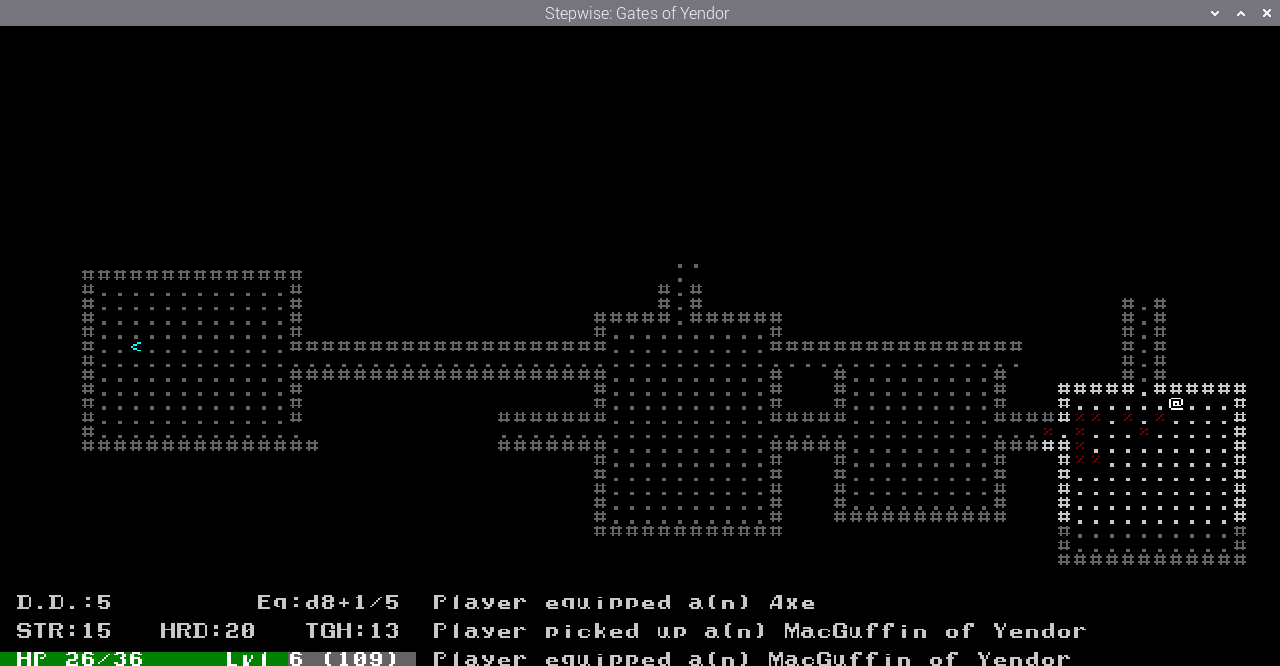 Stepwise: Gates of Yendor
D.D.:5 Eq:d8+1/5 Player equipped a(n) Axe
STR:15 HRD:20 TGH:13 Player picked up a(n) MacGuffin of Yendor
HP 26/36 Lvl 6 (109) Player equipped a(n) MacGuffin of Yendor